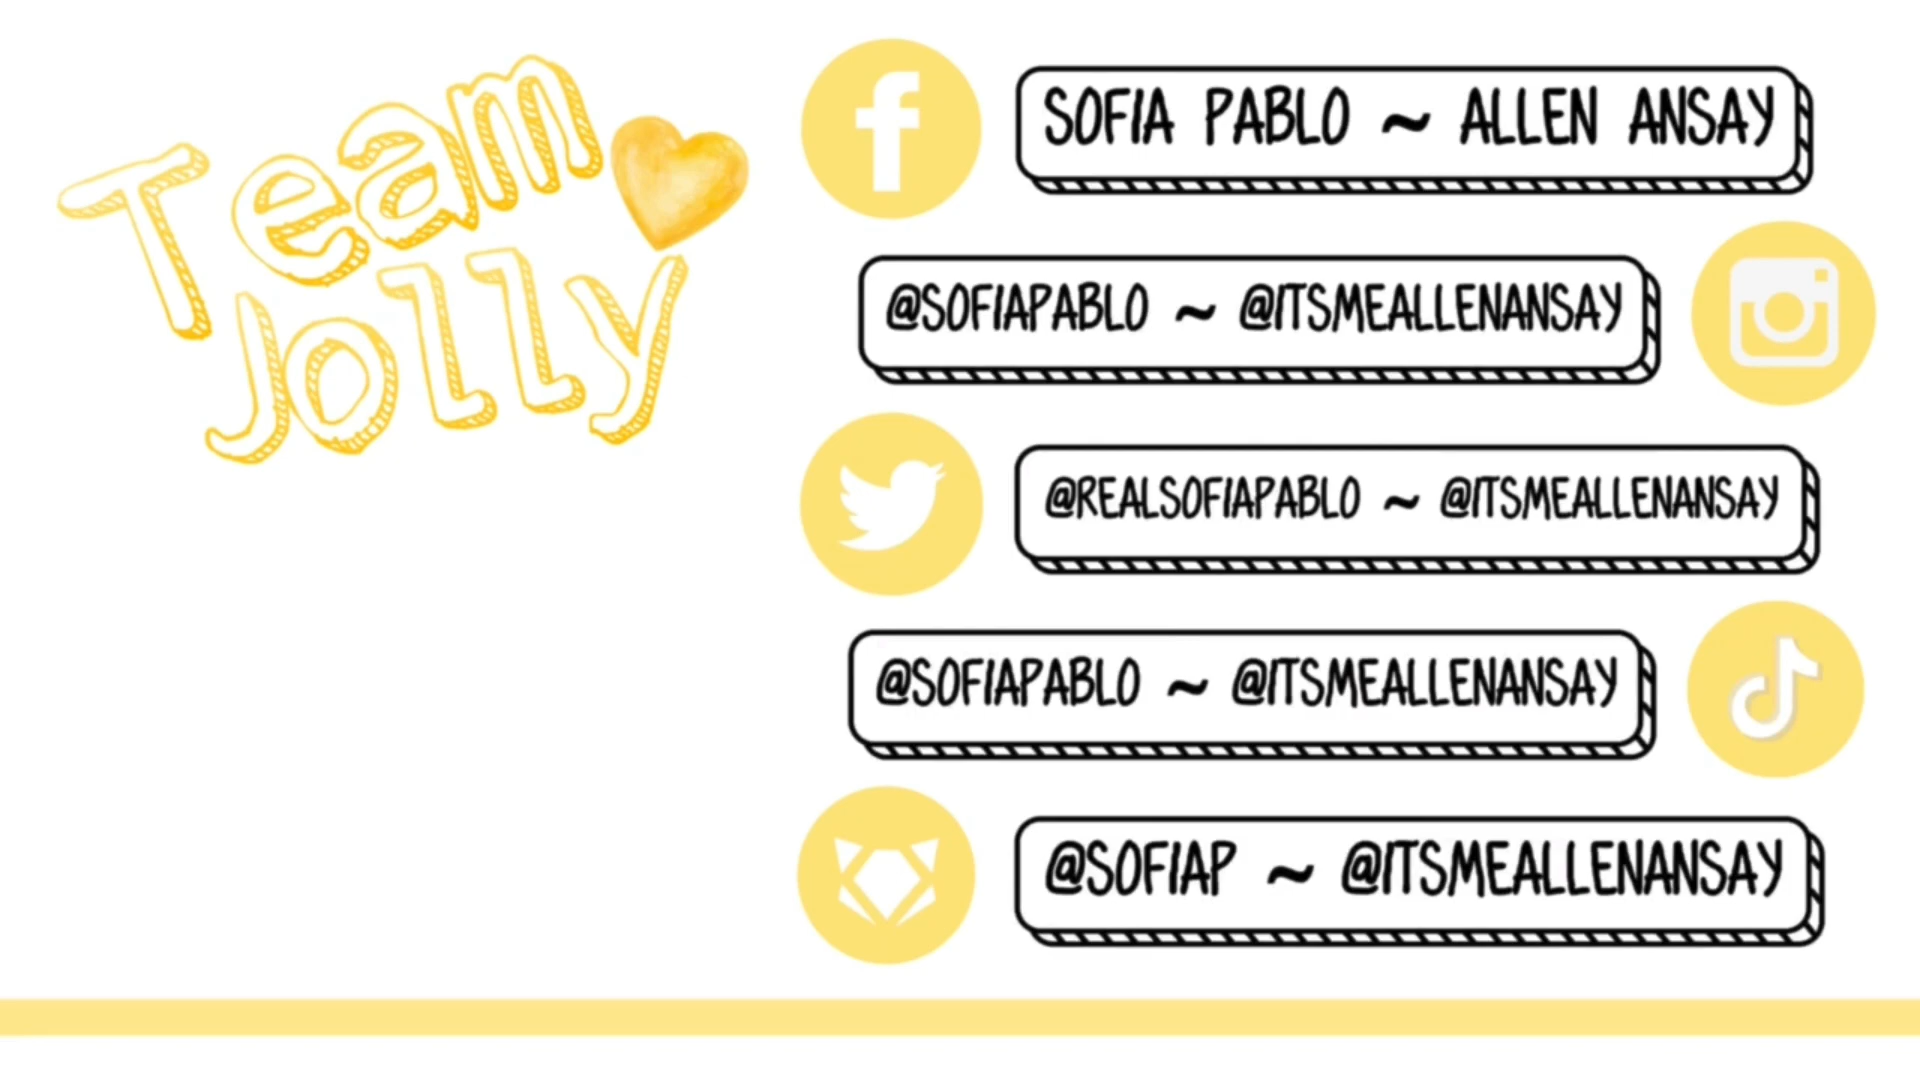 Team
Jolly
SOFIA PABLO ~ ALLEN ANSAY
@SOFIAPABLO ~ @ITSMEALLENANSAY
@REALSOFIAPABLO ~ @ITSMEALLENANSAY
@SOFIAPABLO ~ @ITSMEALLENANSAY
@SOFIAP ~ @ITSMEALLENANSAY